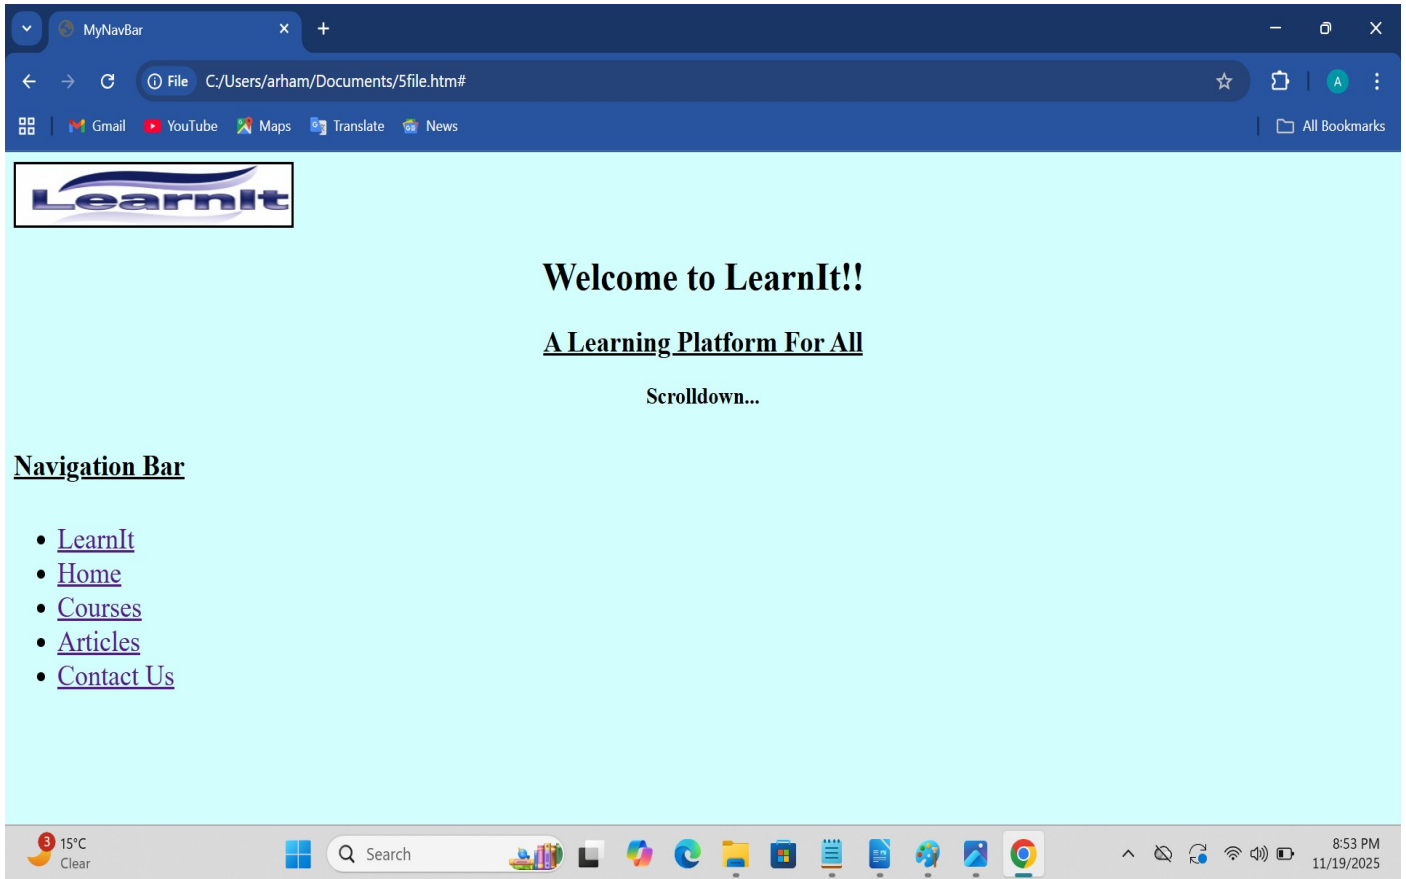 MyNavBar
File C:/Users/arham/Documents/5file.htm#
A
Gmail YouTube Maps Translate News All Bookmarks
LearnIt
Welcome to LearnIt!!
A Learning Platform For All
Scrolldown...
Navigation Bar
LearnIt
Home
Courses
Articles
Contact Us
3 15°C
Clear
Search
8:53 PM
11/19/2025